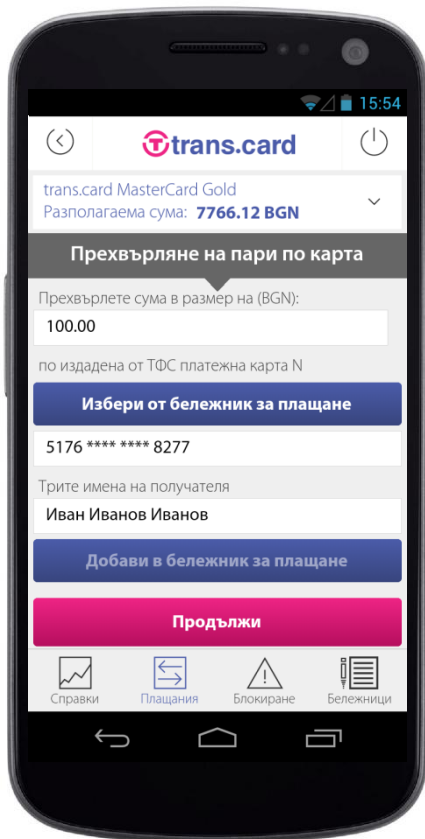 15:54
trans.card
trans.card MasterCard Gold
Разполагаема сума: 7766.12 BGN
Прехвърляне на пари по карта
Прехвърлете сума в размер на (BGN):
100.00
по издадена от ТФС платежна карта N
Избери от бележник за плащане
5176 **** **** 8277
Трите имена на получателя
Иван Иванов Иванов
Добави в бележник за плащане
Продължи
Справки Плащания Блокиране Бележници